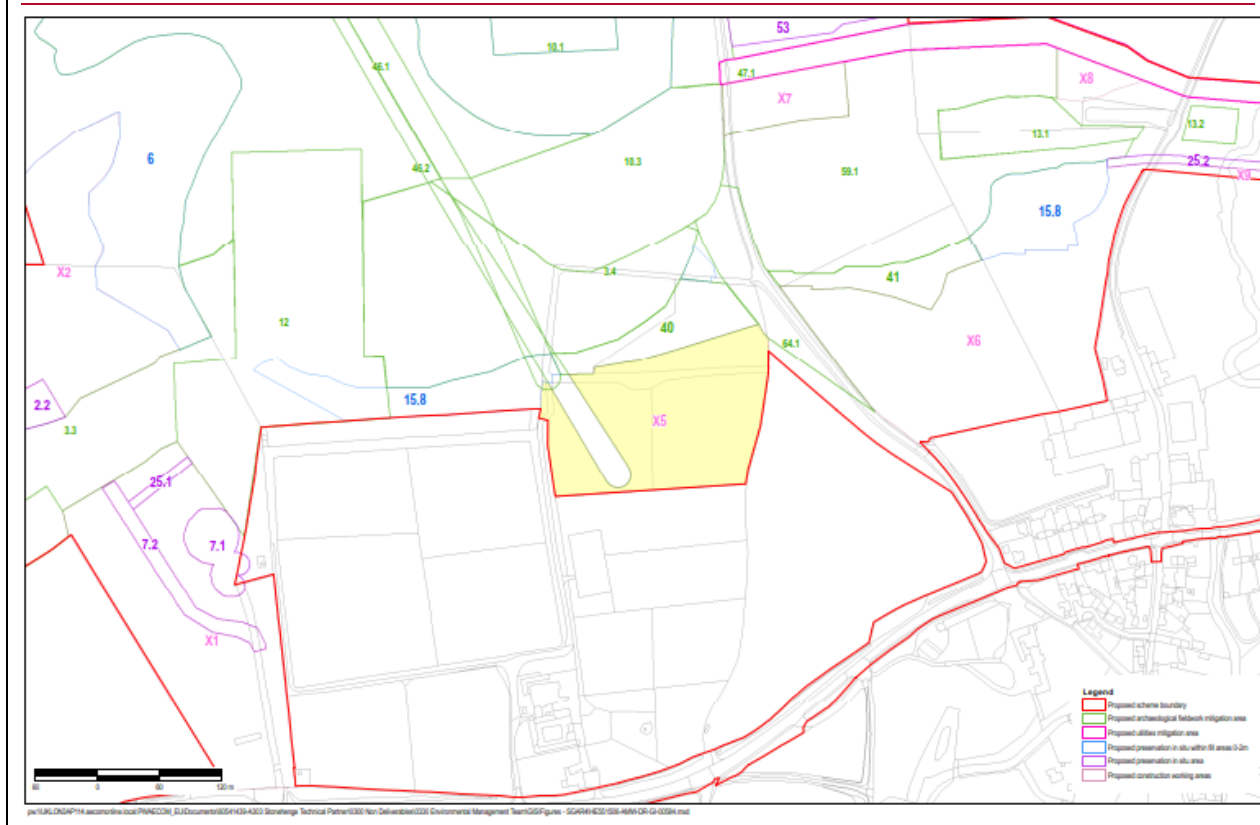 53
10.1
46.1
47.1
X8
X7
13.2
13.1
6
10.3
46.2
59.1
25.2
X9
15.8
X2
3.4
41
12
40
64.1
X6
15.8
2.2
X5
3.3
25.1
7.2
7.1
X1
Legend
Proposed scheme boundary
Proposed archaeological fieldwork mitigation area
Proposed utilities mitigation area
Proposed preservation in situ within fill areas 0-2m
Proposed preservation in situ area
Proposed construction working areas
60 0 60 120 m